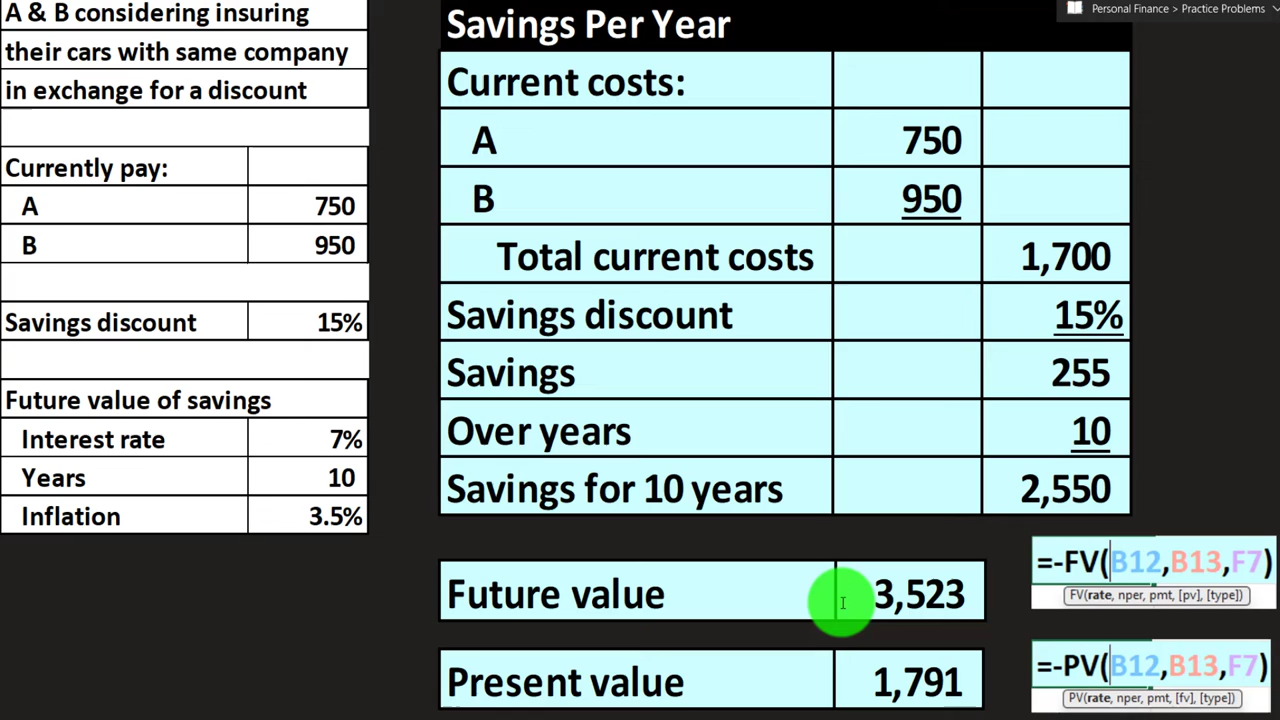 Personal Finance > Practice Problems
A & B considering insuring
their cars with same company
in exchange for a discount
Currently pay:
A 750
B 950
Savings discount 15%
Future value of savings
Interest rate 7%
Years 10
Inflation 3.5%
Savings Per Year
Current costs:
A 750
B 950
Total current costs 1,700
Savings discount 15%
Savings 255
Over years 10
Savings for 10 years 2,550
Future value 3,523
=-FV(B12,B13,F7)
FV(rate, nper, pmt, [pv], [type])
Present value 1,791
=-PV(B12,B13,F7)
PV(rate, nper, pmt, [fv], [type])